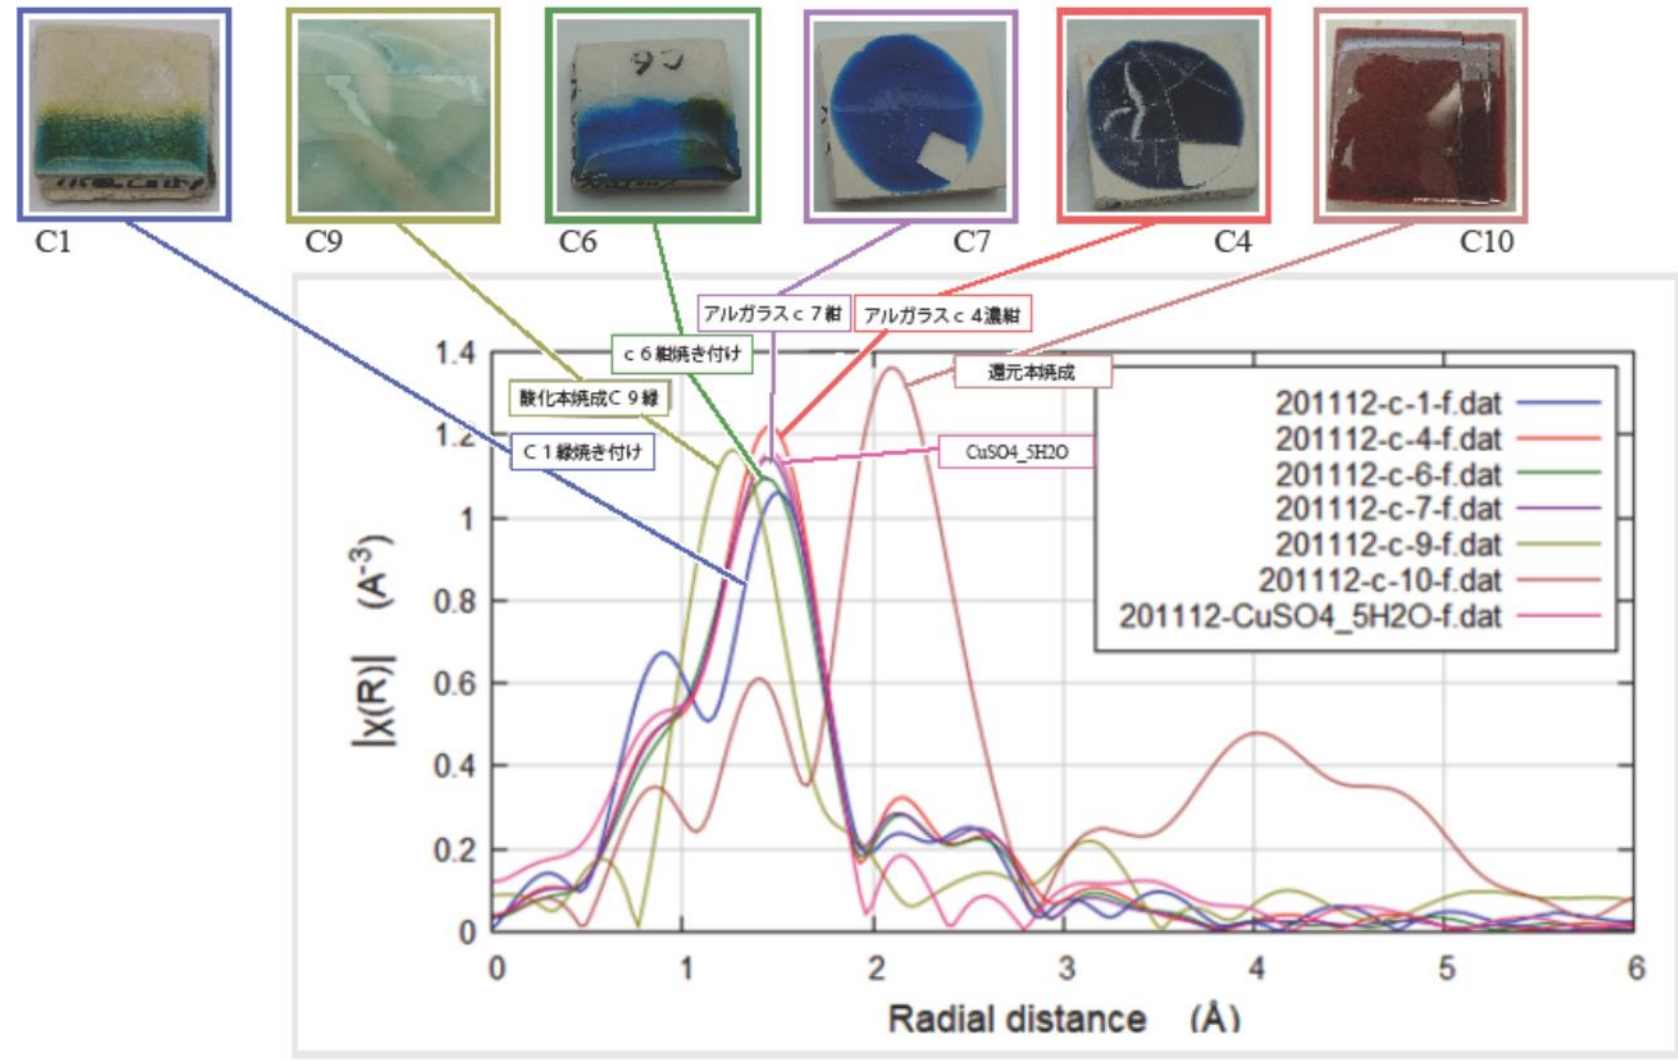 C6
C1
C9
C6
C7
C4
C10
アルガラスｃ７紺
アルガラスｃ４濃紺
ｃ６紺焼き付け
還元本焼成
酸化本焼成Ｃ９緑
Ｃ１緑焼き付け
CuSO4_5H2O
201112-c-1-f.dat
201112-c-4-f.dat
201112-c-6-f.dat
201112-c-7-f.dat
201112-c-9-f.dat
201112-c-10-f.dat
201112-CuSO4_5H2O-f.dat
1.4
1.2
1
0.8
0.6
0.4
0.2
0
|χ(R)| (A⁻³)
0 1 2 3 4 5 6
Radial distance (Å)